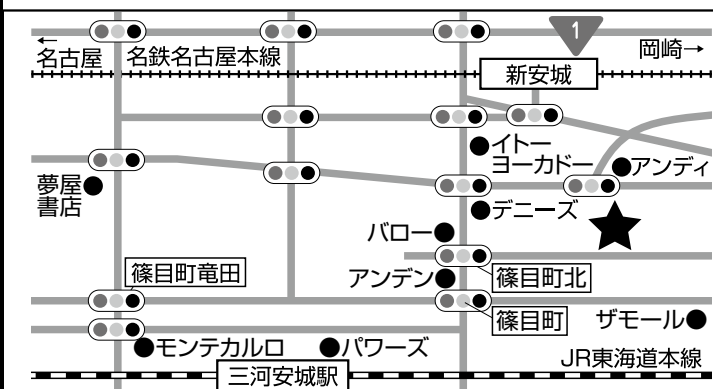 1
←
名古屋
名鉄名古屋本線
岡崎→
新安城
イトー
ヨーカドー
アンディ
夢屋
書店
デニーズ
バロー
篠目町竜田
アンデン
篠目町北
篠目町
ザモール
モンテカルロ
パワーズ
JR東海道本線
三河安城駅